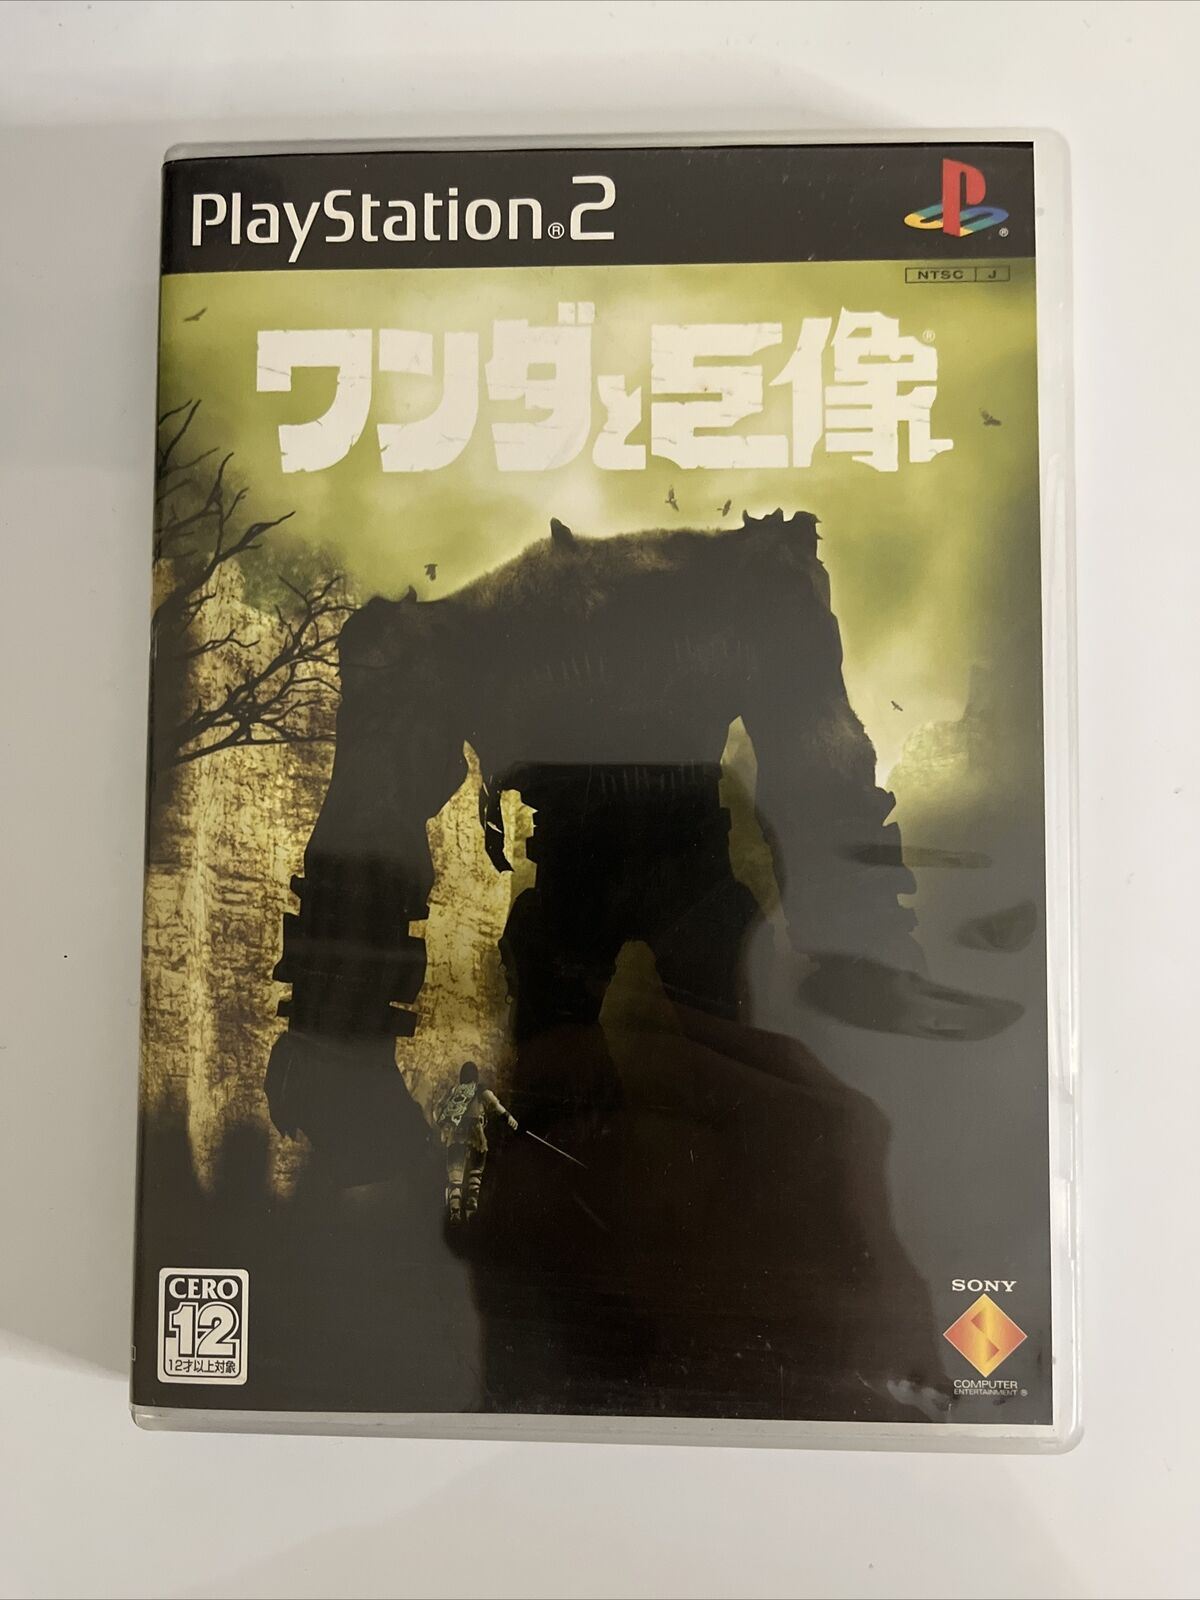 PlayStation®2
®
NTSC J
ワンダと巨像®
CERO
12
12才以上対象
SONY
COMPUTER
ENTERTAINMENT ®